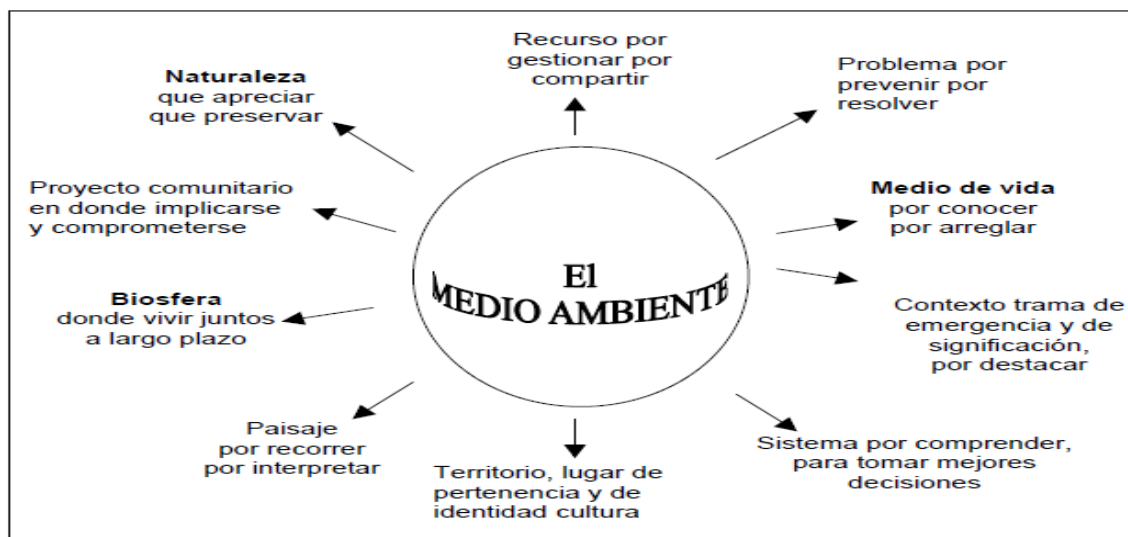 Recurso por
gestionar por
compartir
Problema por
prevenir por
resolver
Naturaleza
que apreciar
que preservar
Proyecto comunitario
en donde implicarse
y comprometerse
Medio de vida
por conocer
por arreglar
El
MEDIO AMBIENTE
Biosfera
donde vivir juntos
a largo plazo
Contexto trama de
emergencia y de
significación,
por destacar
Paisaje
por recorrer
por interpretar
Territorio, lugar de
pertenencia y de
identidad cultura
Sistema por comprender,
para tomar mejores
decisiones